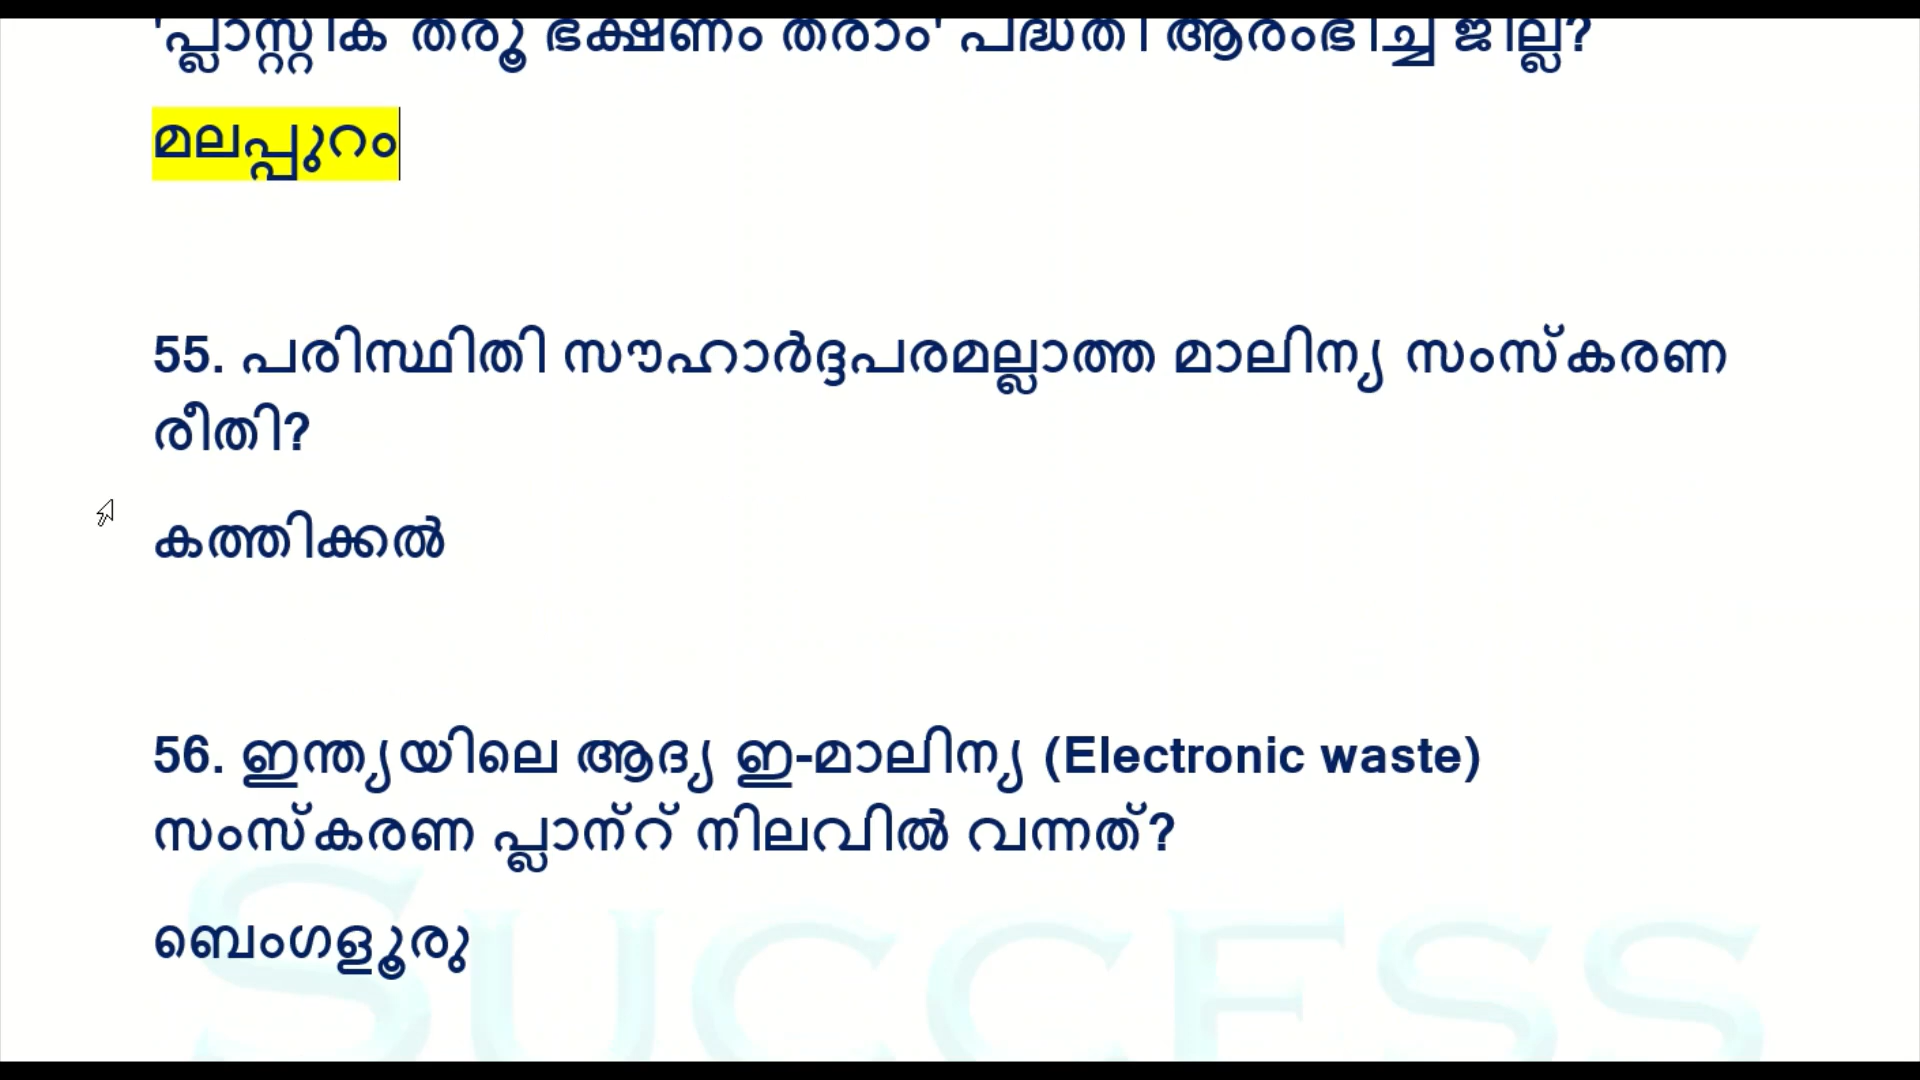 'പ്ലാസ്റ്റിക് തരൂ ഭക്ഷണം തരാം' പദ്ധതി ആരംഭിച്ച ജില്ല?
മലപ്പുറം
55. പരിസ്ഥിതി സൗഹാർദ്ദപരമല്ലാത്ത മാലിന്യ സംസ്കരണ
രീതി?
കത്തിക്കൽ
56. ഇന്ത്യയിലെ ആദ്യ ഇ-മാലിന്യ (Electronic waste)
സംസ്കരണ പ്ലാന്റ് നിലവിൽ വന്നത്?
ബെംഗളൂരു
SUCCESS